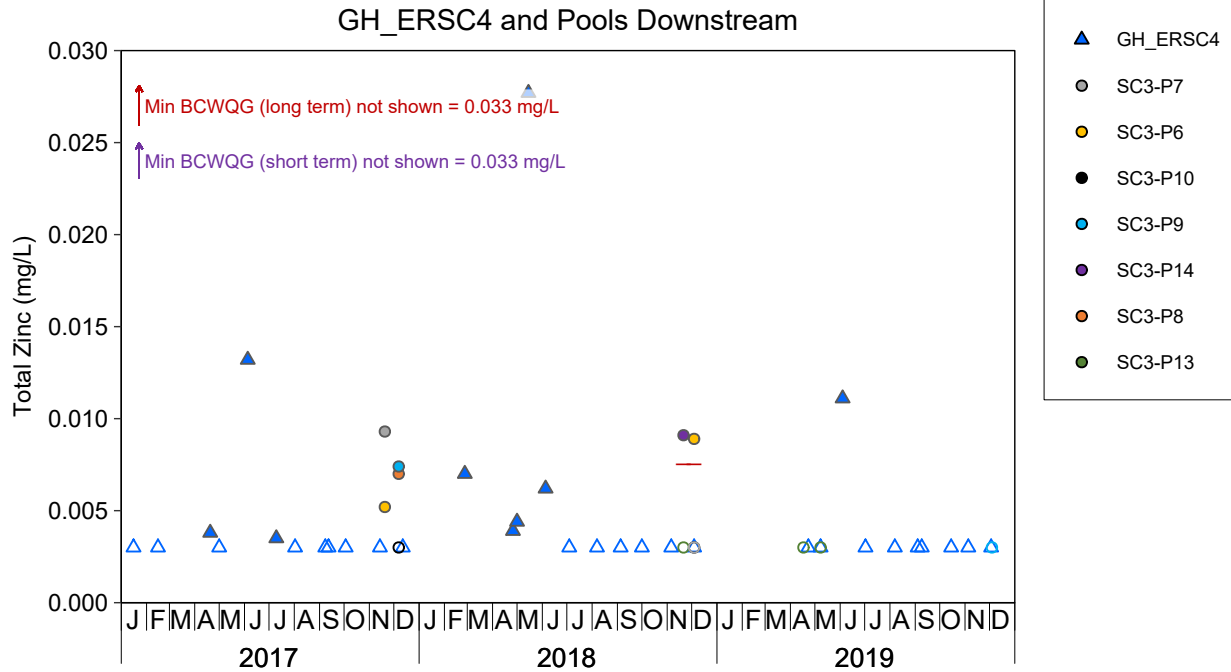 GH_ERSC4 and Pools Downstream
Total Zinc (mg/L)
0.030
0.025
0.020
0.015
0.010
0.005
0.000
Min BCWQG (long term) not shown = 0.033 mg/L
Min BCWQG (short term) not shown = 0.033 mg/L
J F M A M J J A S O N D J F M A M J J A S O N D J F M A M J J A S O N D
2017 2018 2019
GH_ERSC4
SC3-P7
SC3-P6
SC3-P10
SC3-P9
SC3-P14
SC3-P8
SC3-P13